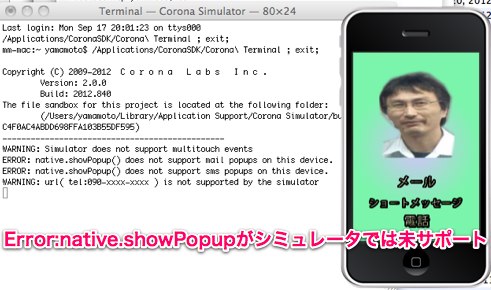 Terminal — Corona Simulator — 80×24
Last login: Mon Sep 17 20:01:23 on ttys000
/Applications/CoronaSDK/Corona\ Terminal ; exit;
mm-mac:~ yamamoto$ /Applications/CoronaSDK/Corona\ Terminal ; exit;
Copyright (C) 2009-2012 C o r o n a L a b s I n c .
Version: 2.0.0
Build: 2012.840
The file sandbox for this project is located at the following folder:
(/Users/yamamoto/Library/Application Support/Corona Simulator/bu
C4F0AC4ABDD698FFA103B55DF595)
----------------------------------------------------
WARNING: Simulator does not support multitouch events
ERROR: native.showPopup() does not support mail popups on this device.
ERROR: native.showPopup() does not support sms popups on this device.
WARNING: url( tel:090-xxxx-xxxx ) is not supported by the simulator
メール
ショートメッセージ
電話
Error:native.showPopupがシミュレータでは未サポート